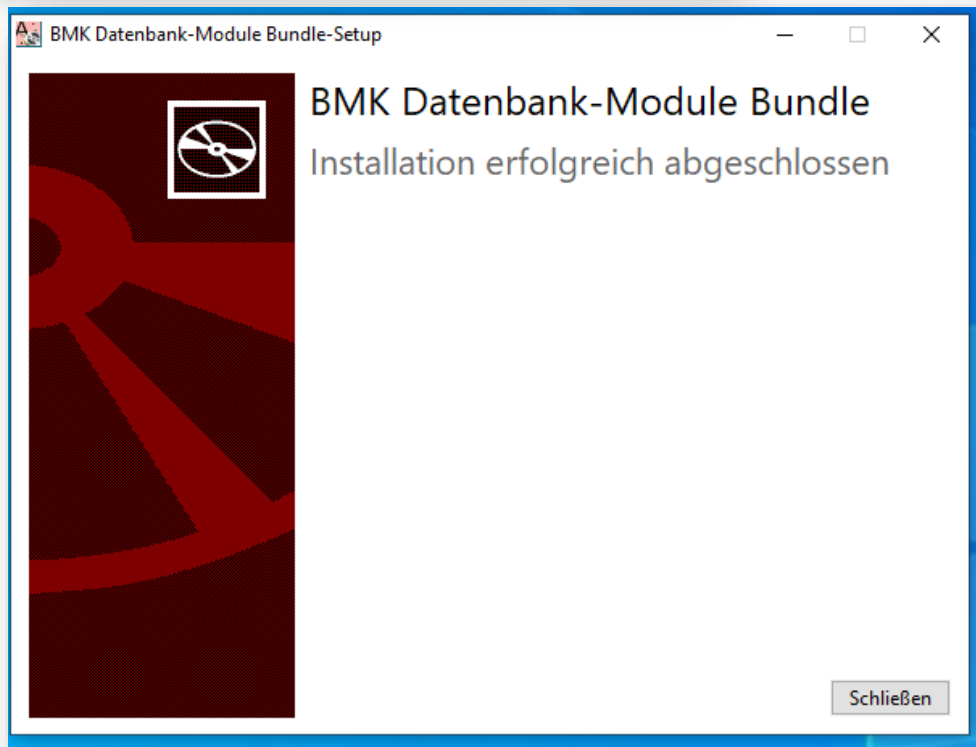 BMK Datenbank-Module Bundle-Setup
BMK Datenbank-Module Bundle
Installation erfolgreich abgeschlossen
Schließen